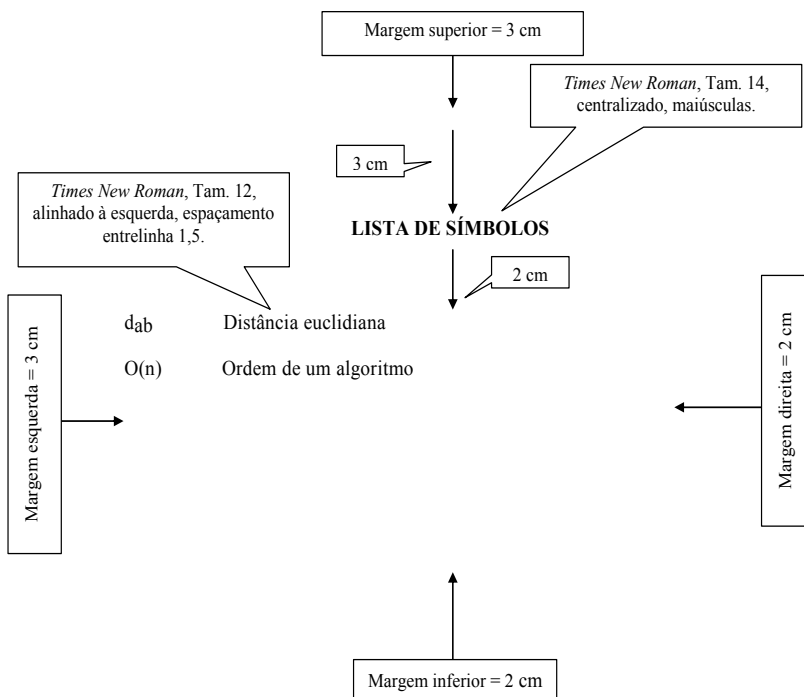 Margem superior = 3 cm
Times New Roman, Tam. 14,
centralizado, maiúsculas.
3 cm
Times New Roman, Tam. 12,
alinhado à esquerda, espaçamento
entrelinha 1,5.
LISTA DE SÍMBOLOS
2 cm
dab Distância euclidiana
O(n) Ordem de um algoritmo
Margem esquerda = 3 cm
Margem direita = 2 cm
Margem inferior = 2 cm